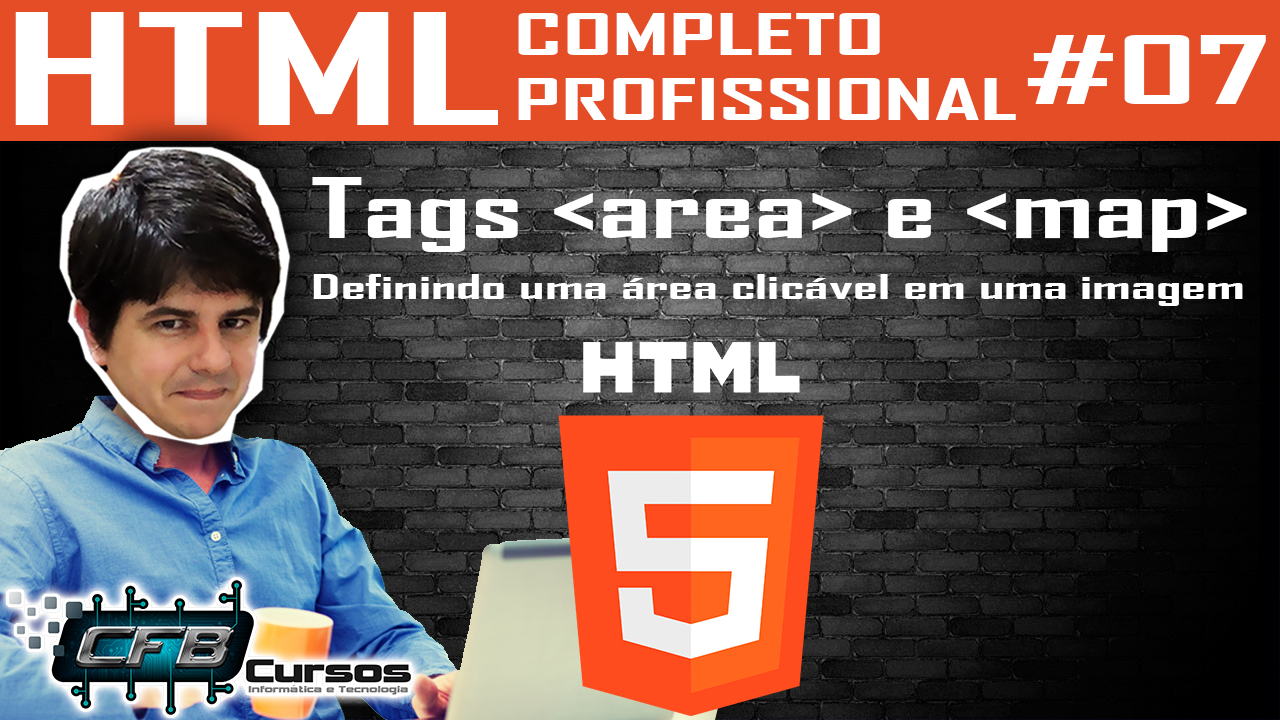 HTML
COMPLETO
PROFISSIONAL
#07
Tags <area> e <map>
Definindo uma área clicável em uma imagem
HTML
5
CFB
Cursos
Informática e Tecnologia